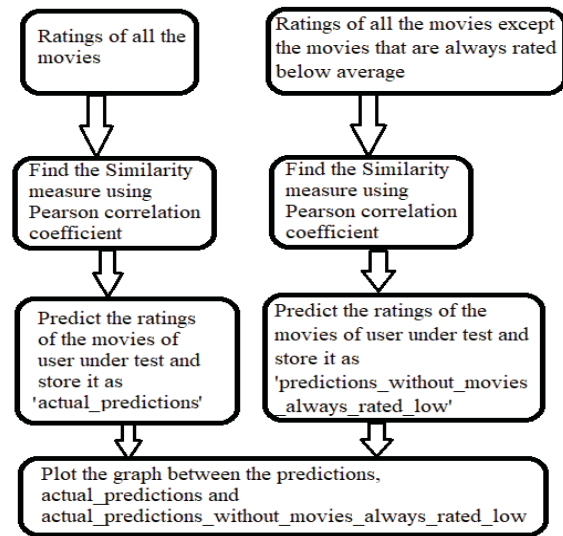 Ratings of all the
movies
Ratings of all the movies except
the movies that are always rated
below average
Find the Similarity
measure using
Pearson correlation
coefficient
Find the Similarity
measure using
Pearson correlation
coefficient
Predict the ratings
of the movies of
user under test and
store it as
'actual_predictions'
Predict the ratings of the
movies of user under test and
store it as
'predictions_without_movies
_always_rated_low'
Plot the graph between the predictions,
actual_predictions and
actual_predictions_without_movies_always_rated_low